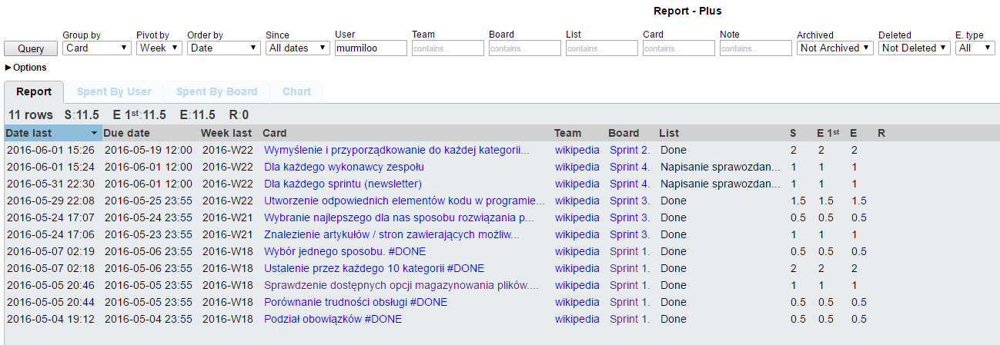 Report - Plus
Group by Pivot by Order by Since User Team Board List Card Note Archived Deleted E. type
Query Card Week Date All dates murmiloo contains... contains... contains... contains... contains... Not Archived Not Deleted All
▶ Options
Report Spent By User Spent By Board Chart
11 rows S:11.5 E 1st:11.5 E:11.5 R:0
Date last Due date Week last Card Team Board List S E 1st E R
2016-06-01 15:26 2016-05-19 12:00 2016-W22 Wymyślenie i przyporządkowanie do każdej kategorii... wikipedia Sprint 2. Done 2 2 2
2016-06-01 15:24 2016-06-01 12:00 2016-W22 Dla każdego wykonawcy zespołu wikipedia Sprint 4. Napisanie sprawozdan... 1 1 1
2016-05-31 22:30 2016-06-01 12:00 2016-W22 Dla każdego sprintu (newsletter) wikipedia Sprint 4. Napisanie sprawozdan... 1 1 1
2016-05-29 22:08 2016-05-25 23:55 2016-W22 Utworzenie odpowiednich elementów kodu w programie... wikipedia Sprint 3. Done 1.5 1.5 1.5
2016-05-24 17:07 2016-05-24 23:55 2016-W21 Wybranie najlepszego dla nas sposobu rozwiązania p... wikipedia Sprint 3. Done 0.5 0.5 0.5
2016-05-24 17:06 2016-05-23 23:55 2016-W21 Znalezienie artykułów / stron zawierających możliw... wikipedia Sprint 3. Done 1 1 1
2016-05-07 02:19 2016-05-06 23:55 2016-W18 Wybór jednego sposobu. #DONE wikipedia Sprint 1. Done 0.5 0.5 0.5
2016-05-07 02:18 2016-05-06 23:55 2016-W18 Ustalenie przez każdego 10 kategorii #DONE wikipedia Sprint 1. Done 2 2 2
2016-05-05 20:46 2016-05-05 23:55 2016-W18 Sprawdzenie dostępnych opcji magazynowania plików.... wikipedia Sprint 1. Done 1 1 1
2016-05-05 20:44 2016-05-05 23:55 2016-W18 Porównanie trudności obsługi #DONE wikipedia Sprint 1. Done 0.5 0.5 0.5
2016-05-04 19:12 2016-05-04 23:55 2016-W18 Podział obowiązków #DONE wikipedia Sprint 1. Done 0.5 0.5 0.5